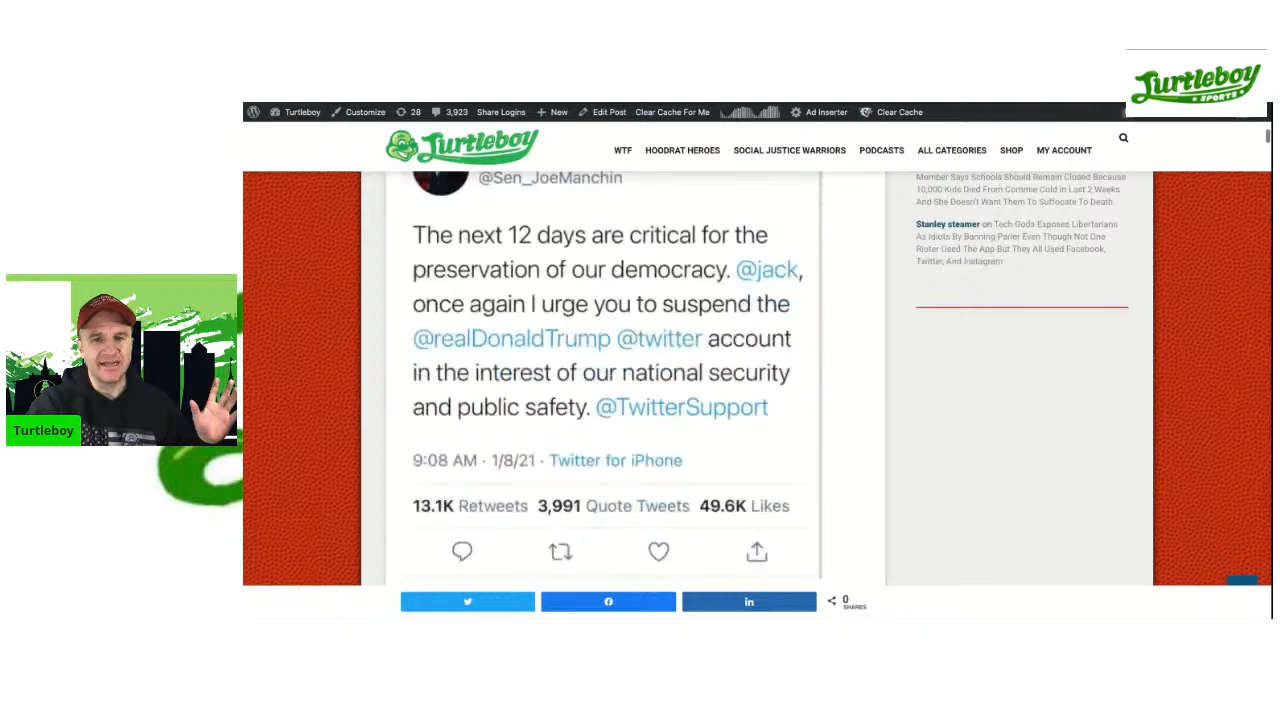 Turtleboy
SPORTS
Turtleboy Customize 28 3,923 Share Logins New Edit Post Clear Cache For Me Ad Inserter Clear Cache
Turtleboy
WTF HOODRAT HEROES SOCIAL JUSTICE WARRIORS PODCASTS ALL CATEGORIES SHOP MY ACCOUNT
@Sen_JoeManchin
The next 12 days are critical for the
preservation of our democracy. @jack,
once again I urge you to suspend the
@realDonaldTrump @twitter account
in the interest of our national security
and public safety. @TwitterSupport
9:08 AM · 1/8/21 · Twitter for iPhone
13.1K Retweets 3,991 Quote Tweets 49.6K Likes
Member Says Schools Should Remain Closed Because
10,000 Kids Died From Commie Cold In Last 2 Weeks
And She Doesn't Want Them To Suffocate To Death
Stanley steamer on Tech Gods Exposes Libertarians
As Idiots By Banning Parler Even Though Not One
Rioter Used The App But They All Used Facebook,
Twitter, And Instagram
Turtleboy
0
SHARES